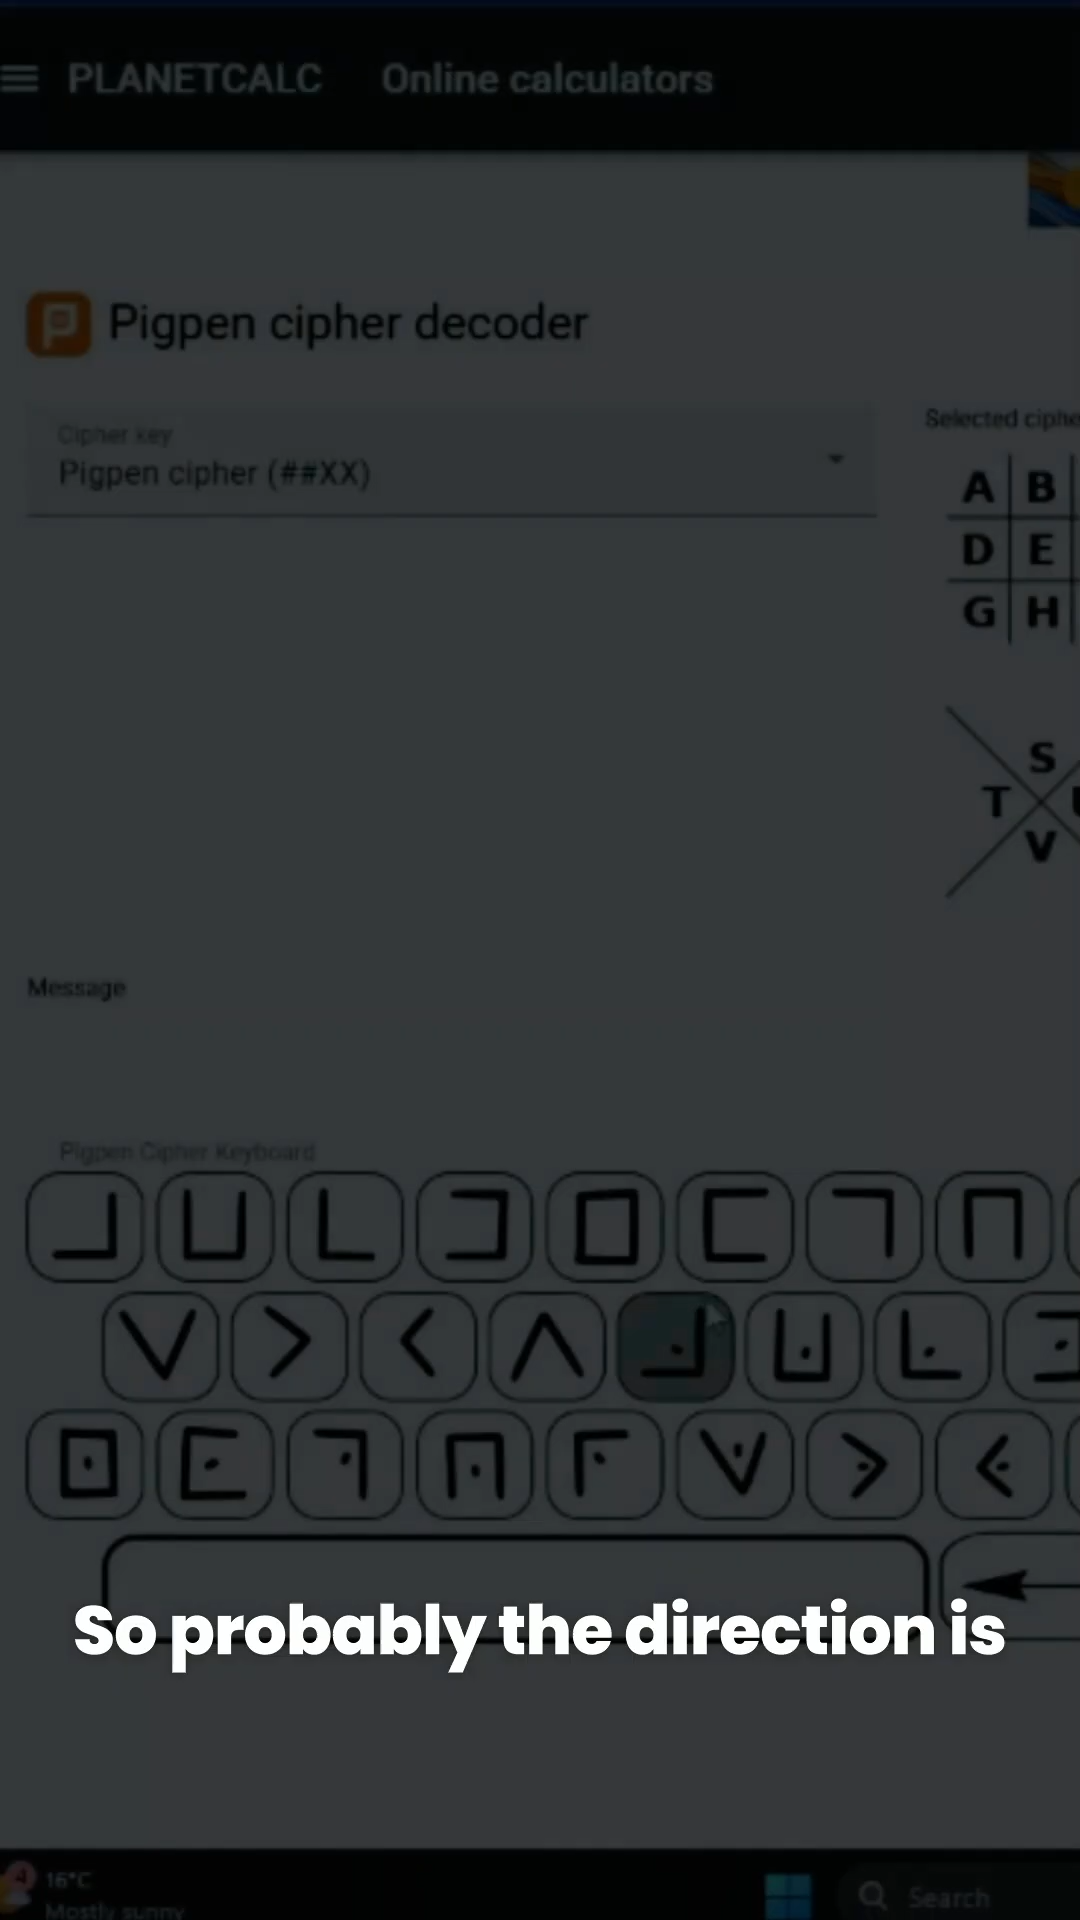 PLANETCALC Online calculators
Pigpen cipher decoder
Cipher key
Pigpen cipher (##XX)
Selected ciphe
A B
D E
G H
S
T
V
Message
Pigpen Cipher Keyboard
So probably the direction is
4
16°C
Mostly sunny
Search